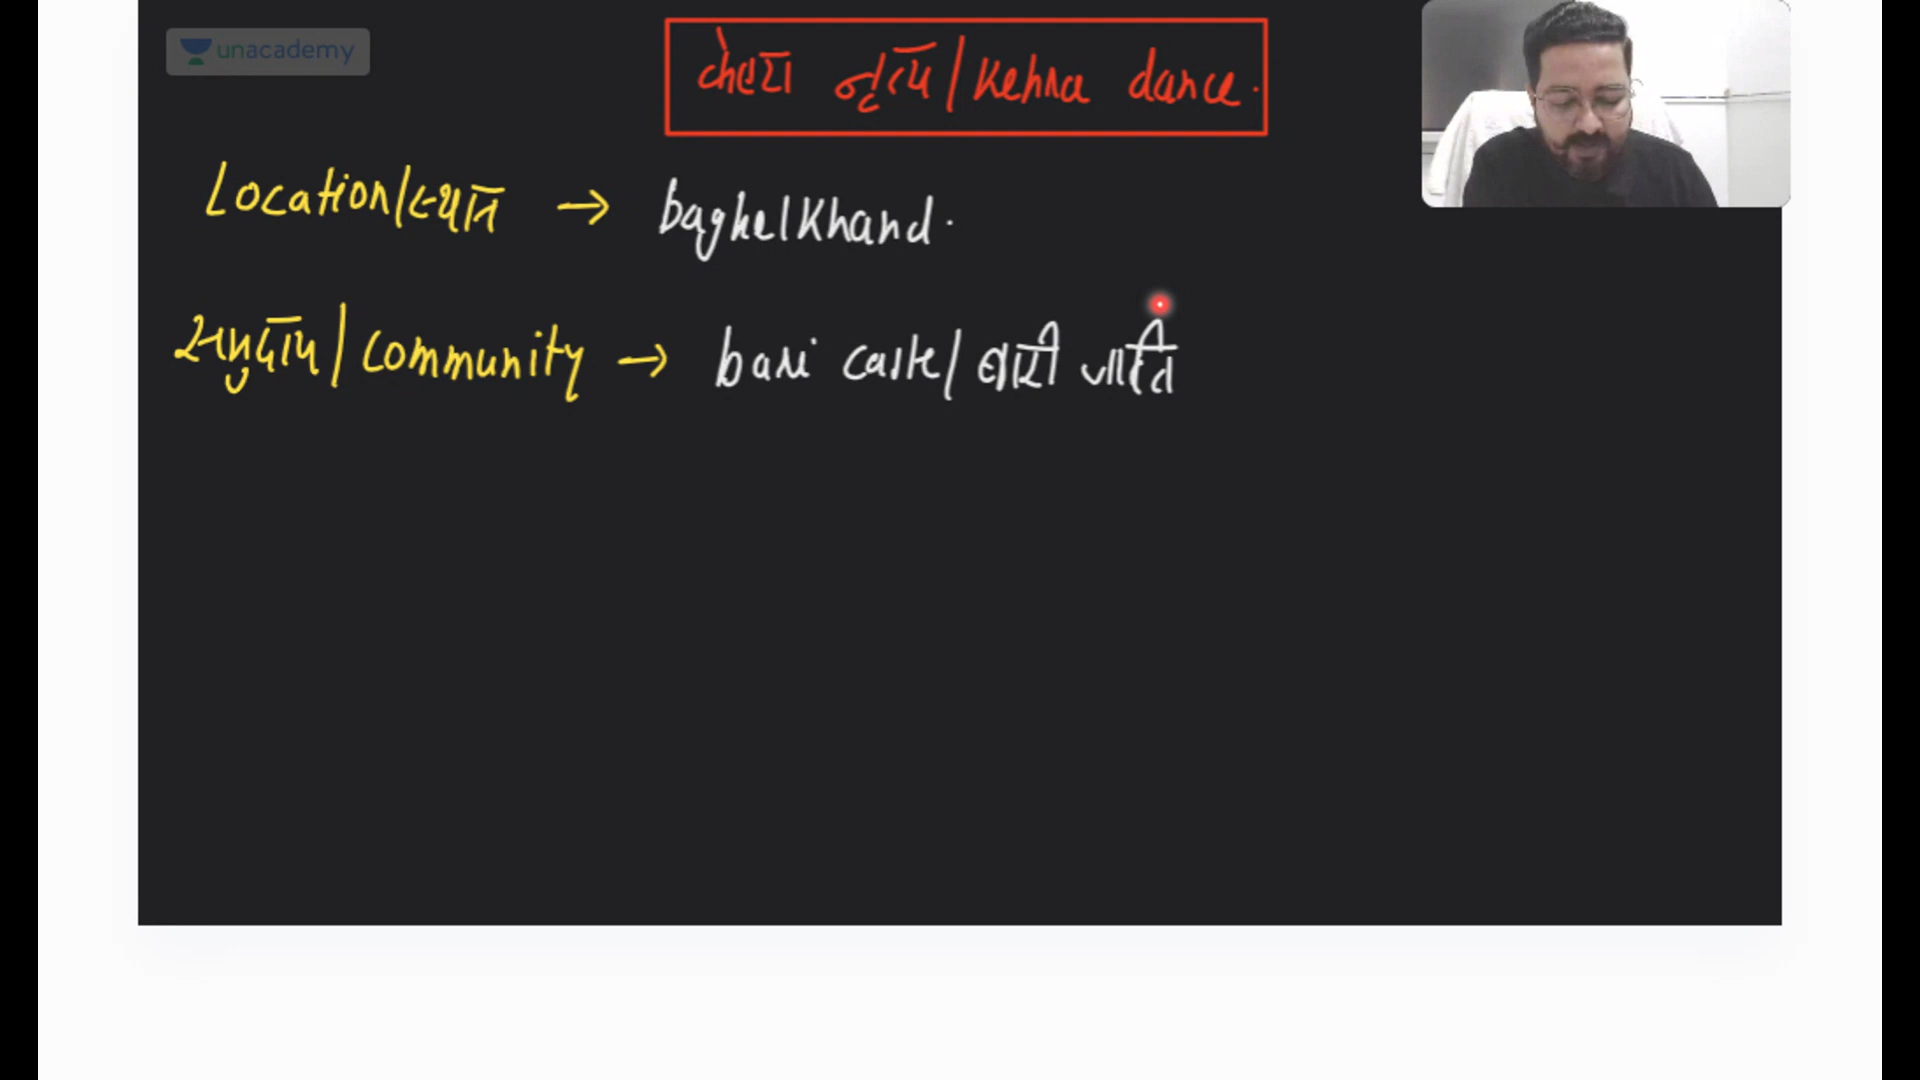 unacademy
केहरा नृत्य/Kehra dance.
Location/स्थान → baghelkhand.
समुदाय/community → bari caste/बारी जाति